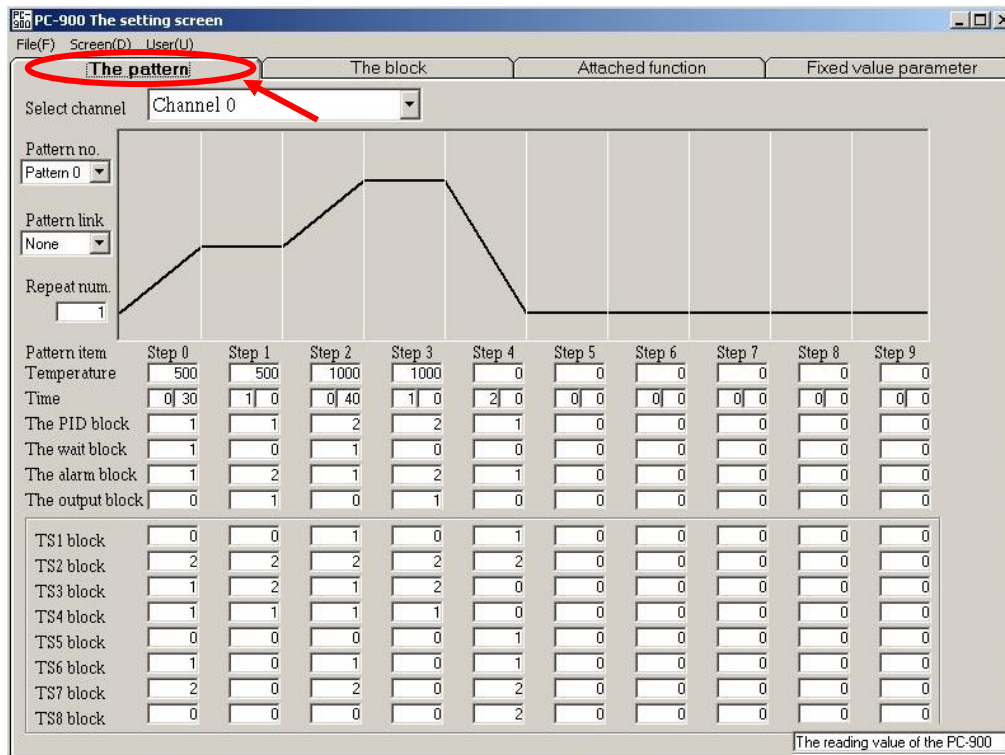 PC-900 PC-900 The setting screen
File(F) Screen(D) User(U)
The pattern The block Attached function Fixed value parameter
Select channel Channel 0
Pattern no.
Pattern 0
Pattern link
None
Repeat num.
1
Pattern item Step 0 Step 1 Step 2 Step 3 Step 4 Step 5 Step 6 Step 7 Step 8 Step 9
Temperature 500 500 1000 1000 0 0 0 0 0 0
Time 0 30 1 0 0 40 1 0 2 0 0 0 0 0 0 0 0 0 0 0
The PID block 1 1 2 2 1 0 0 0 0 0
The wait block 1 0 1 0 0 0 0 0 0 0
The alarm block 1 2 1 2 1 0 0 0 0 0
The output block 0 1 0 1 0 0 0 0 0 0
TS1 block 0 0 1 0 1 0 0 0 0 0
TS2 block 2 2 2 2 2 0 0 0 0 0
TS3 block 1 2 1 2 0 0 0 0 0 0
TS4 block 1 1 1 1 0 0 0 0 0 0
TS5 block 0 0 0 0 1 0 0 0 0 0
TS6 block 1 0 1 0 1 0 0 0 0 0
TS7 block 2 0 2 0 2 0 0 0 0 0
TS8 block 0 0 0 0 2 0 0 0 0 0
The reading value of the PC-900